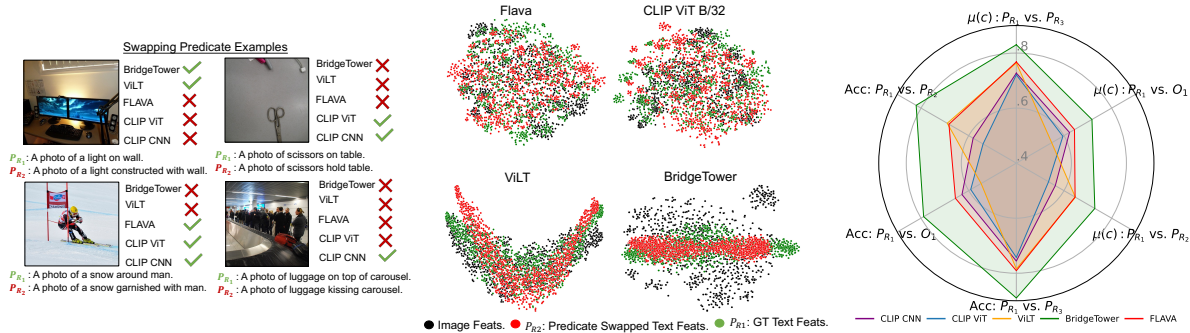 Swapping Predicate Examples
BridgeTower
ViLT
FLAVA
CLIP ViT
CLIP CNN
P_R1 : A photo of a light on wall.
P_R2 : A photo of a light constructed with wall.
BridgeTower
ViLT
FLAVA
CLIP ViT
CLIP CNN
P_R1 : A photo of scissors on table.
P_R2 : A photo of scissors hold table.
BridgeTower
ViLT
FLAVA
CLIP ViT
CLIP CNN
P_R1 : A photo of a snow around man.
P_R2 : A photo of a snow garnished with man.
BridgeTower
ViLT
FLAVA
CLIP ViT
CLIP CNN
P_R1 : A photo of luggage on top of carousel.
P_R2 : A photo of luggage kissing carousel.
Flava
CLIP ViT B/32
ViLT
BridgeTower
Image Feats.
P_R2: Predicate Swapped Text Feats.
P_R1: GT Text Feats.
μ(c) : P_R1 vs. P_R3
.8
Acc: P_R1 vs. P_R2
μ(c) : P_R1 vs. O_1
.6
.4
Acc: P_R1 vs. O_1
μ(c) : P_R1 vs. P_R2
Acc: P_R1 vs. P_R3
CLIP CNN
CLIP ViT
ViLT
BridgeTower
FLAVA